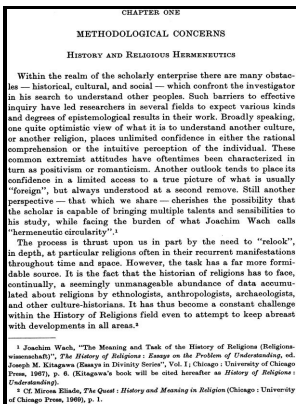 CHAPTER ONE
METHODOLOGICAL CONCERNS
HISTORY AND RELIGIOUS HERMENEUTICS
Within the realm of the scholarly enterprise there are many obstac-
les — historical, cultural, and social — which confront the investigator
in his search to understand other peoples. Such barriers to effective
inquiry have led researchers in several fields to expect various kinds
and degrees of epistemological results in their work. Broadly speaking,
one quite optimistic view of what it is to understand another culture,
or another religion, places unlimited confidence in either the rational
comprehension or the intuitive perception of the individual. These
common extremist attitudes have oftentimes been characterized in
turn as positivism or romanticism. Another outlook tends to place its
confidence in a limited access to a true picture of what is usually
"foreign", but always understood at a second remove. Still another
perspective — that which we share — cherishes the possibility that
the scholar is capable of bringing multiple talents and sensibilities to
his study, while facing the burden of what Joachim Wach calls
"hermeneutic circularity".¹
The process is thrust upon us in part by the need to "relook",
in depth, at particular religions often in their recurrent manifestations
throughout time and space. However, the task has a far more formi-
dable source. It is the fact that the historian of religions has to face,
continually, a seemingly unmanageable abundance of data accumu-
lated about religions by ethnologists, anthropologists, archaeologists,
and other culture-historians. It has thus become a constant challenge
within the History of Religions field even to attempt to keep abreast
with developments in all areas.²
¹ Joachim Wach, "The Meaning and Task of the History of Religions (Religions-
wissenschaft)", The History of Religions : Essays on the Problem of Understanding, ed.
Joseph M. Kitagawa (Essays in Divinity Series", Vol. I ; Chicago : University of Chicago
Press, 1967), p. 6. (Kitagawa's book will be cited hereafter as History of Religions :
Understanding).
² Cf. Mircea Eliade, The Quest : History and Meaning in Religion (Chicago : University
of Chicago Press, 1969), p. 1.